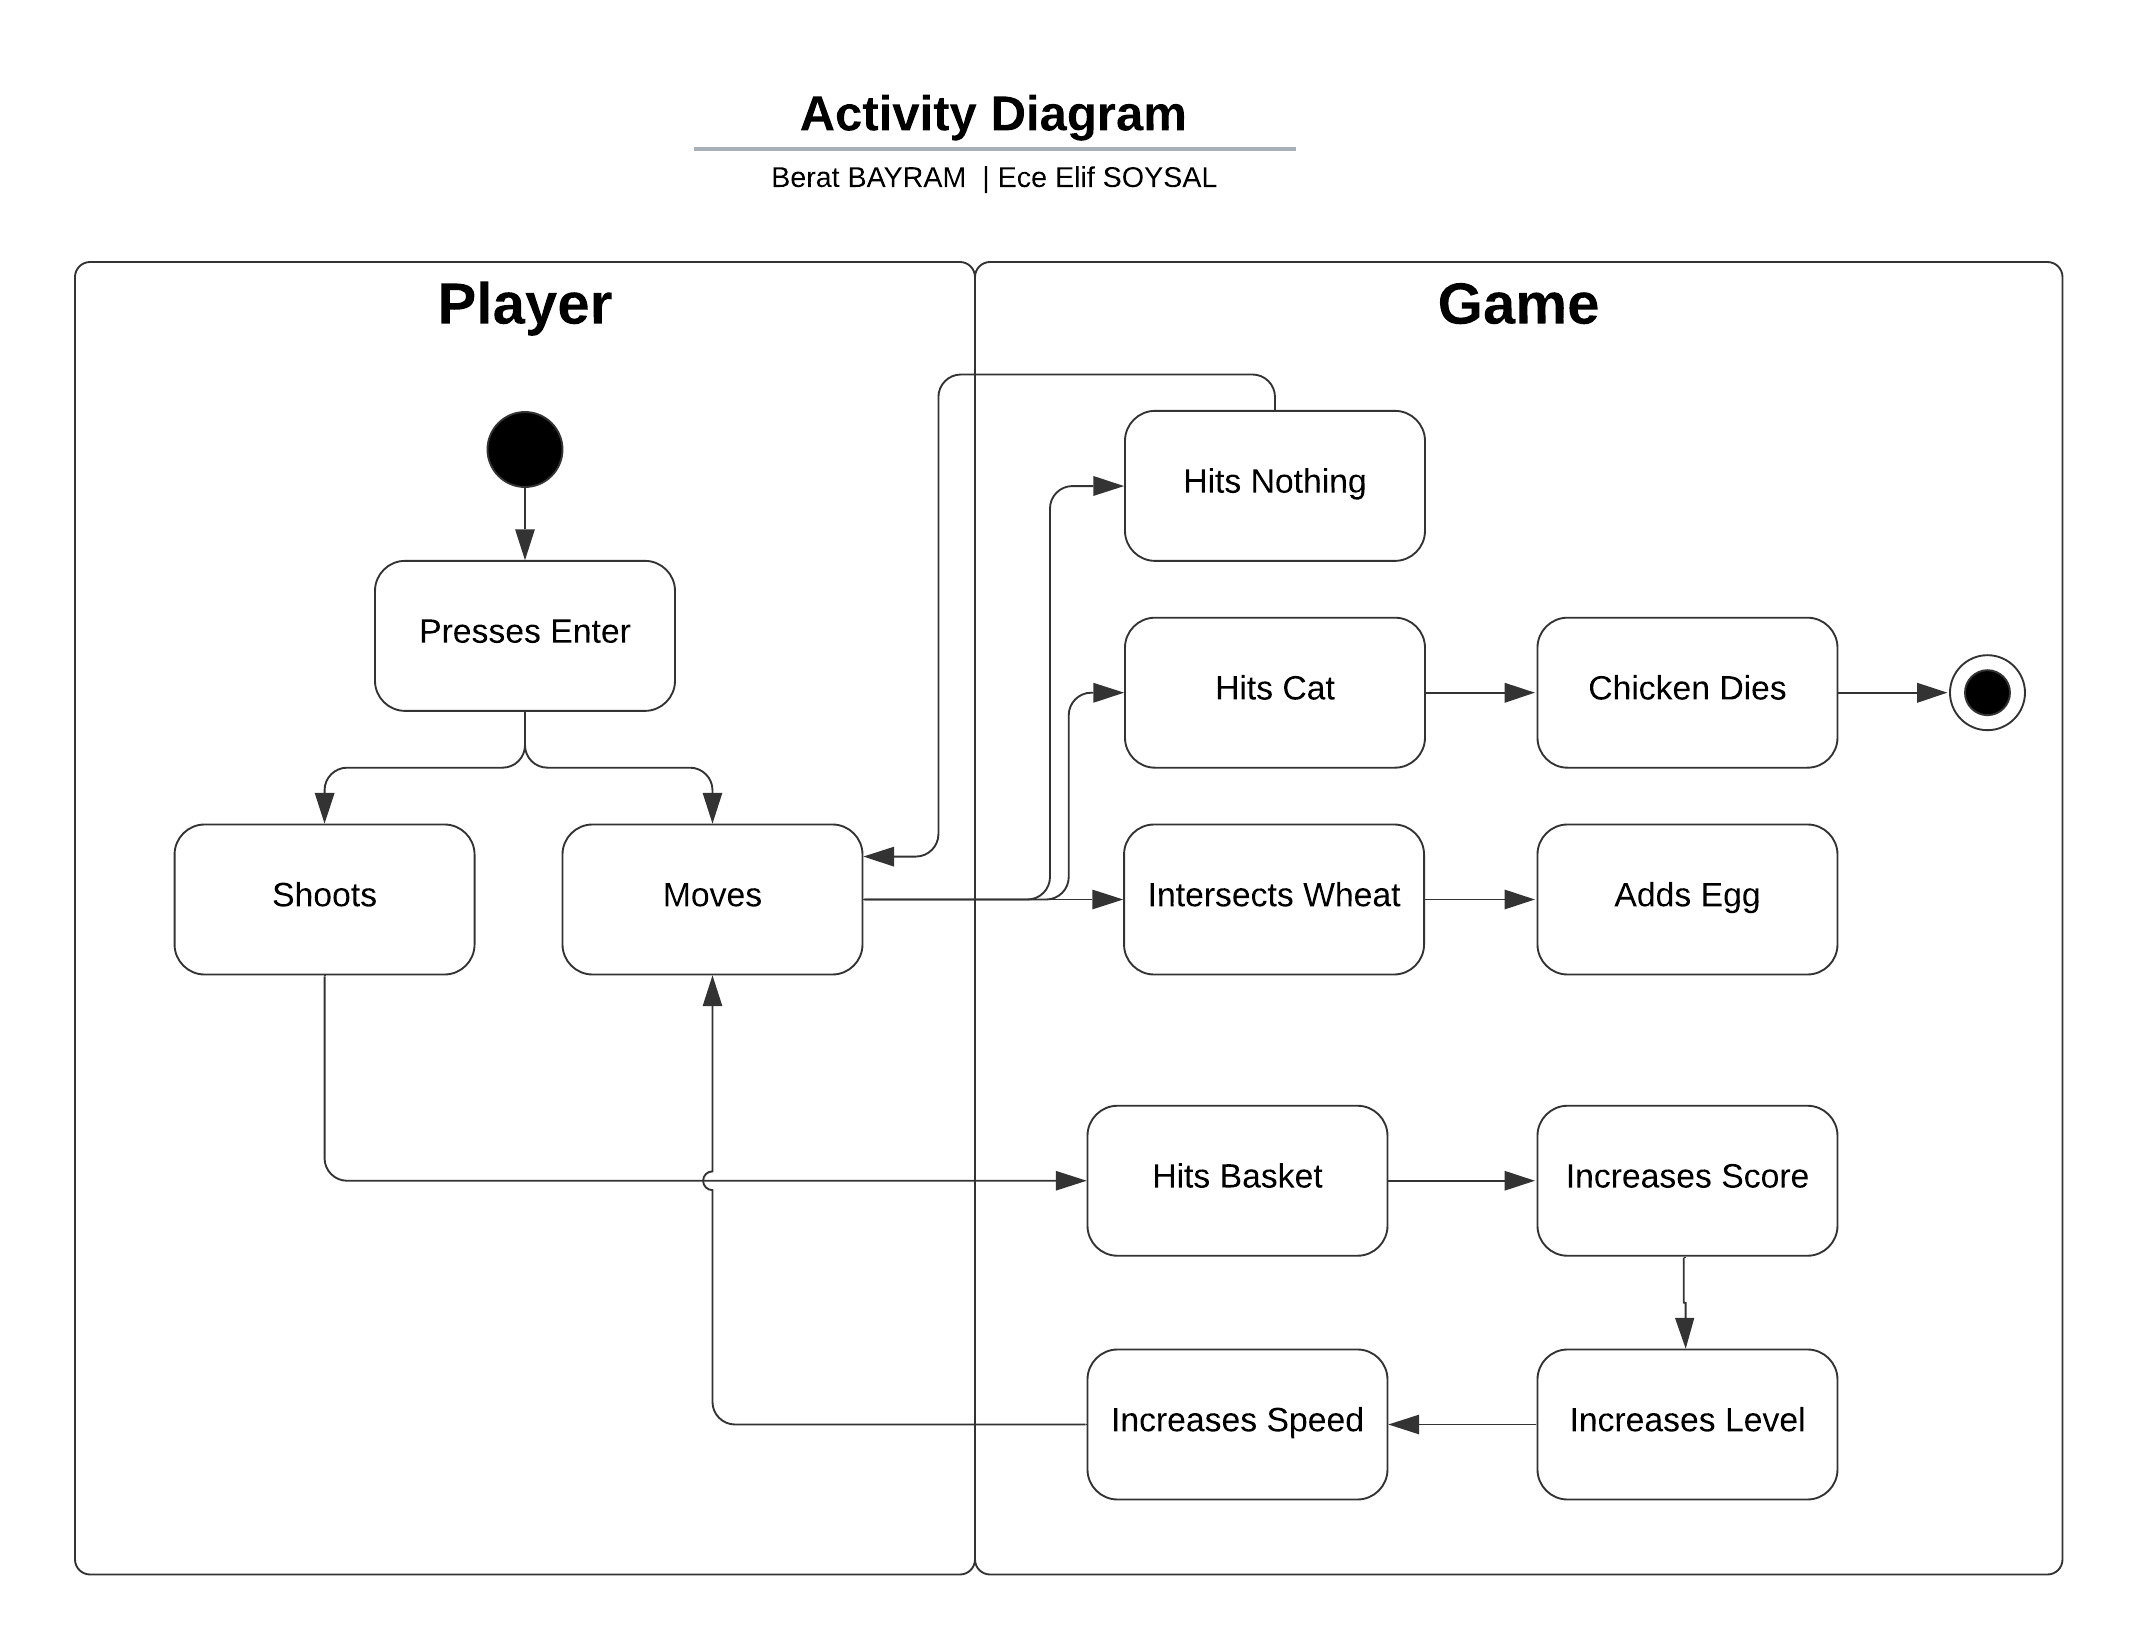 Activity Diagram
Berat BAYRAM | Ece Elif SOYSAL
Player
Game
Hits Nothing
Presses Enter
Hits Cat
Chicken Dies
Shoots
Moves
Intersects Wheat
Adds Egg
Hits Basket
Increases Score
Increases Speed
Increases Level